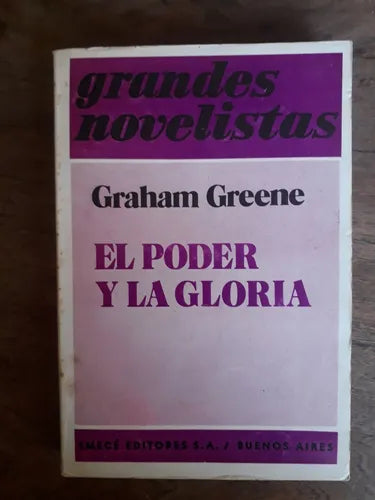 grandes
novelistas
Graham Greene
EL PODER
Y LA GLORIA
EMECÉ EDITORES S.A. / BUENOS AIRES